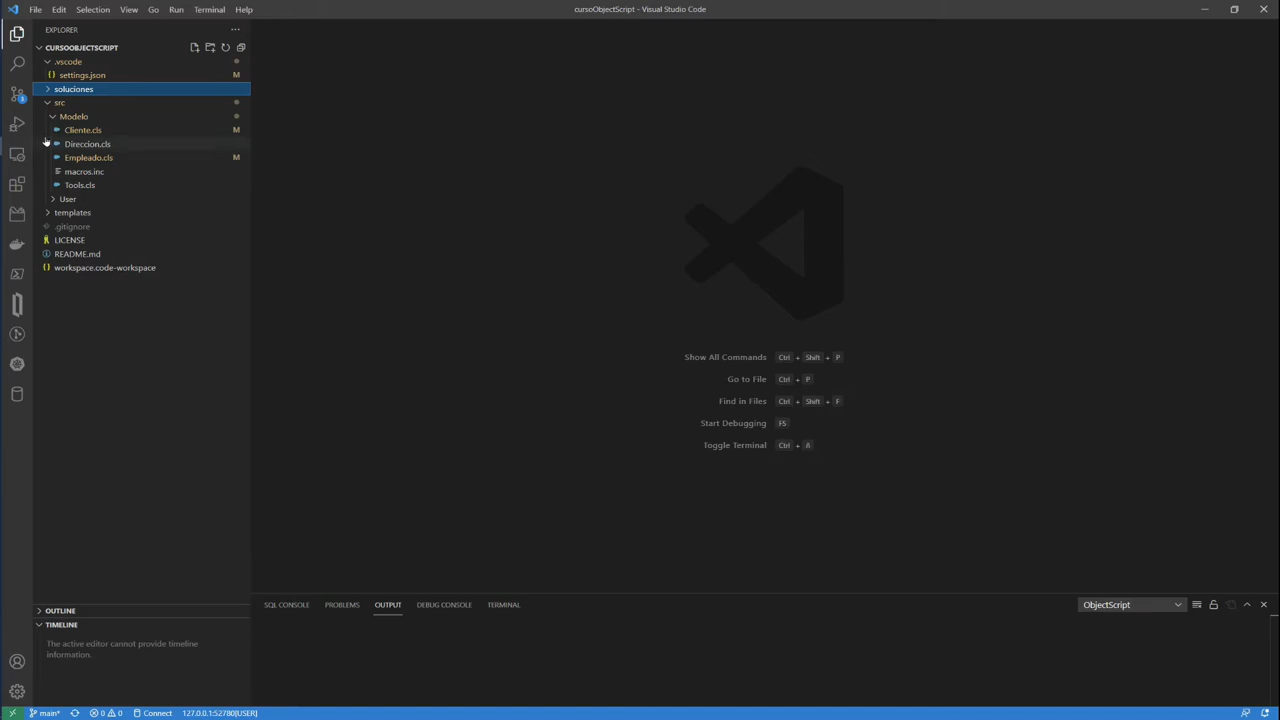 File Edit Selection View Go Run Terminal Help
cursoObjectScript - Visual Studio Code
EXPLORER
CURSOOBJECTSCRIPT
.vscode
settings.json M
soluciones
src
Modelo
Cliente.cls M
Direccion.cls
Empleado.cls M
macros.inc
Tools.cls
User
templates
.gitignore
LICENSE
README.md
workspace.code-workspace
Show All Commands Ctrl + Shift + P
Go to File Ctrl + P
Find in Files Ctrl + Shift + F
Start Debugging F5
Toggle Terminal Ctrl + Ñ
SQL CONSOLE PROBLEMS OUTPUT DEBUG CONSOLE TERMINAL
ObjectScript
OUTLINE
TIMELINE
The active editor cannot provide timeline
information.
main* 0 0 Connect 127.0.0.1:52780[USER]